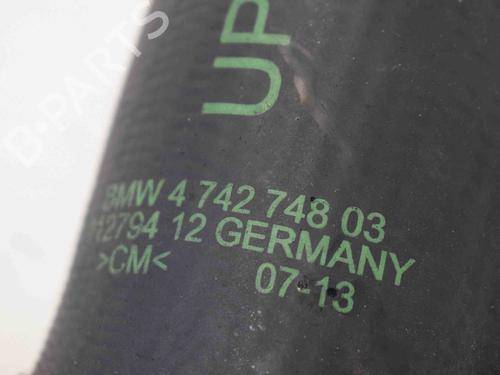 B-PARTS
UP
BMW 4 742 748 03
12794 12 GERMANY
>CM<
07-13